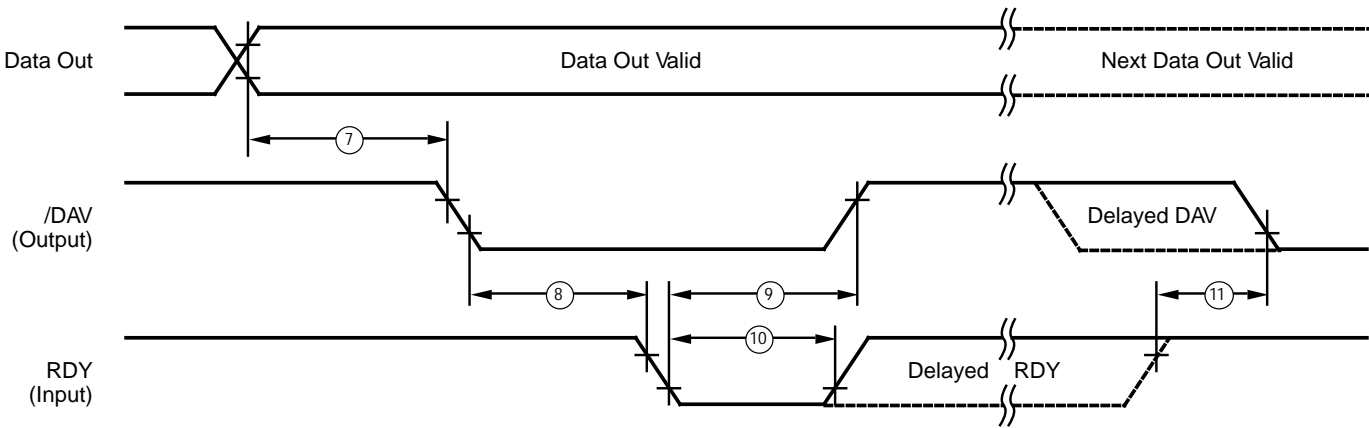 Data Out
Data Out Valid
Next Data Out Valid
7
/DAV
(Output)
Delayed DAV
8
9
11
10
RDY
(Input)
Delayed RDY